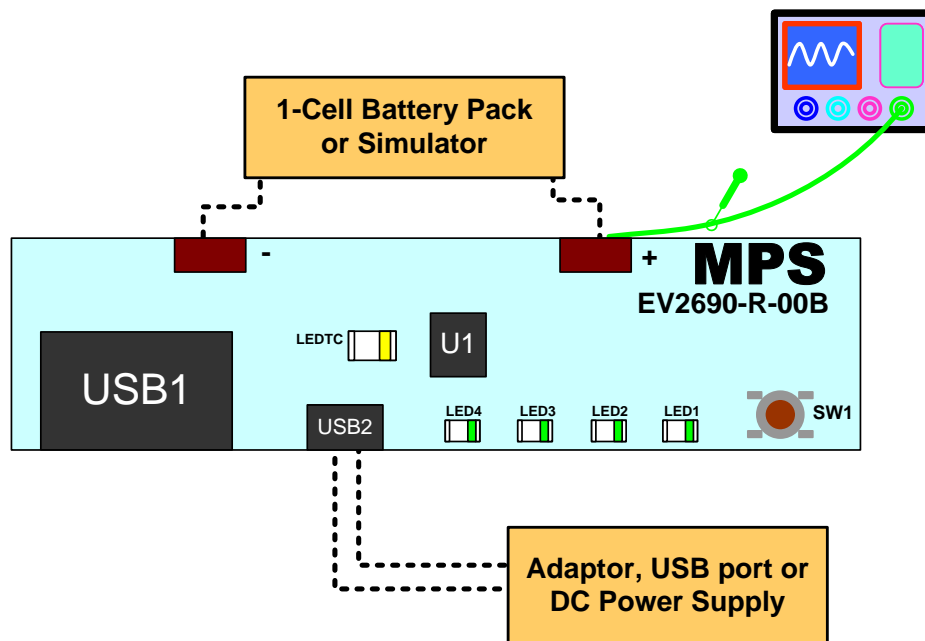 1-Cell Battery Pack
or Simulator
-
+
MPS
EV2690-R-00B
LEDTC
U1
USB1
USB2
LED4
LED3
LED2
LED1
SW1
Adaptor, USB port or
DC Power Supply